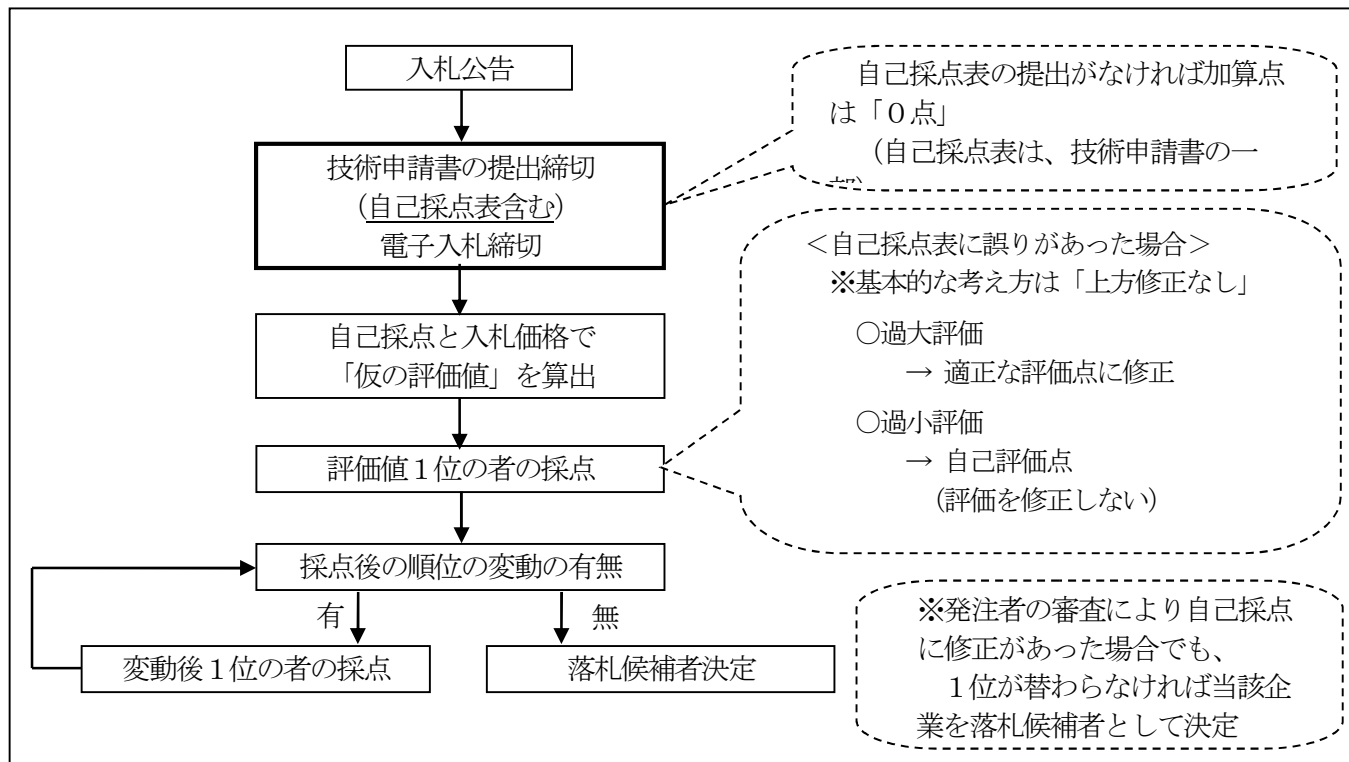 入札公告
自己採点表の提出がなければ加算点
は「０点」
（自己採点表は、技術申請書の一
技術申請書の提出締切
（自己採点表含む）
電子入札締切
＜自己採点表に誤りがあった場合＞
※基本的な考え方は「上方修正なし」
○過大評価
→ 適正な評価点に修正
○過小評価
→ 自己評価点
（評価を修正しない）
自己採点と入札価格で
「仮の評価値」を算出
評価値１位の者の採点
採点後の順位の変動の有無
有
無
変動後１位の者の採点
落札候補者決定
※発注者の審査により自己採点
に修正があった場合でも、
１位が替わらなければ当該企
業を落札候補者として決定